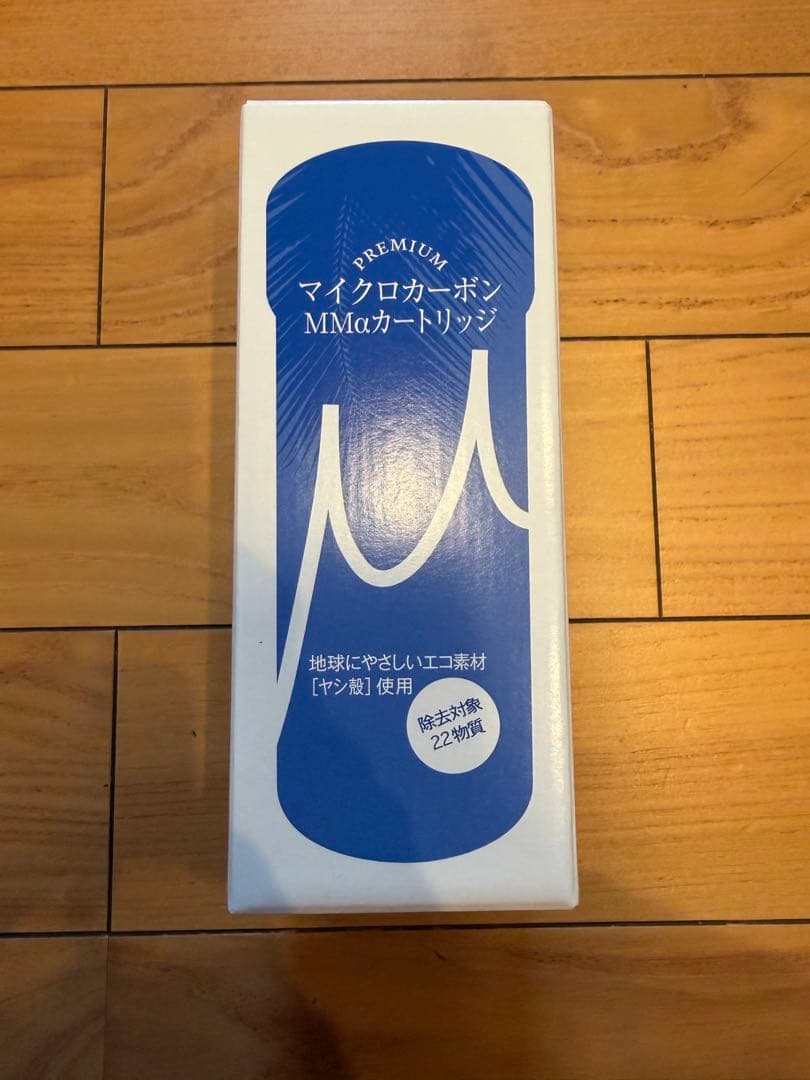 PREMIUM
マイクロカーボン
MMαカートリッジ
μ
地球にやさしいエコ素材
[ヤシ殻]使用
除去対象
22物質